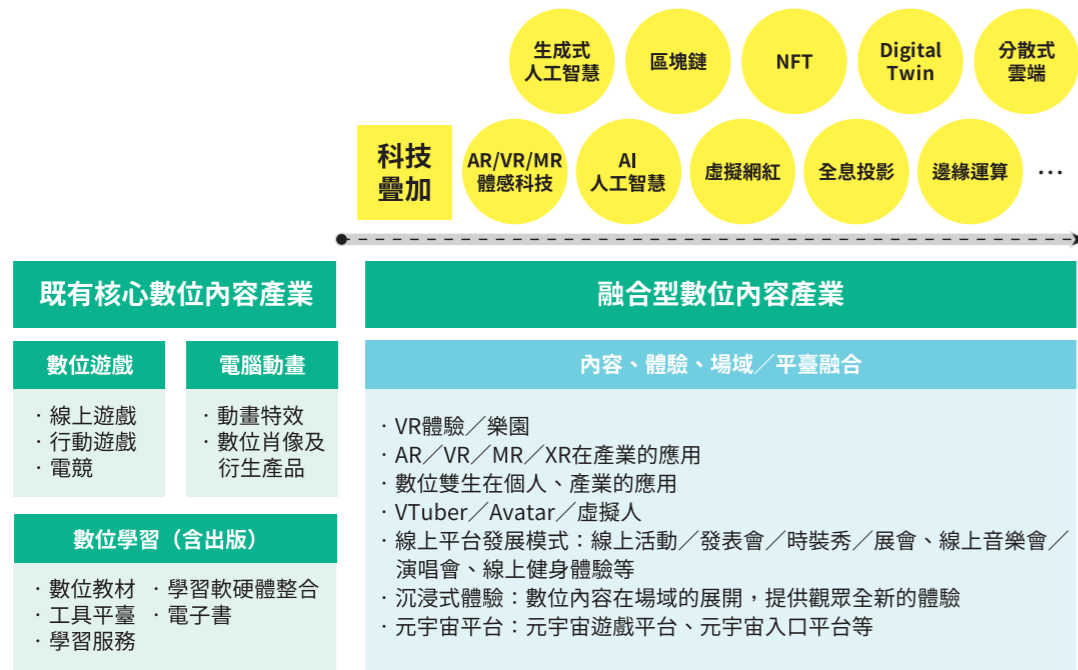 生成式
人工智慧
區塊鏈
NFT
Digital
Twin
分散式
雲端
科技
疊加
AR/VR/MR
體感科技
AI
人工智慧
虛擬網紅
全息投影
邊緣運算
…
既有核心數位內容產業
融合型數位內容產業
數位遊戲
電腦動畫
內容、體驗、場域／平臺融合
·線上遊戲
·行動遊戲
·電競
·動畫特效
·數位肖像及
衍生產品
數位學習（含出版）
·數位教材
·工具平臺
·學習服務
·學習軟硬體整合
·電子書
·VR體驗／樂園
·AR／VR／MR／XR在產業的應用
·數位雙生在個人、產業的應用
·VTuber／Avatar／虛擬人
·線上平台發展模式：線上活動／發表會／時裝秀／展會、線上音樂會／
演唱會、線上健身體驗等
·沉浸式體驗：數位內容在場域的展開，提供觀眾全新的體驗
·元宇宙平台：元宇宙遊戲平台、元宇宙入口平台等